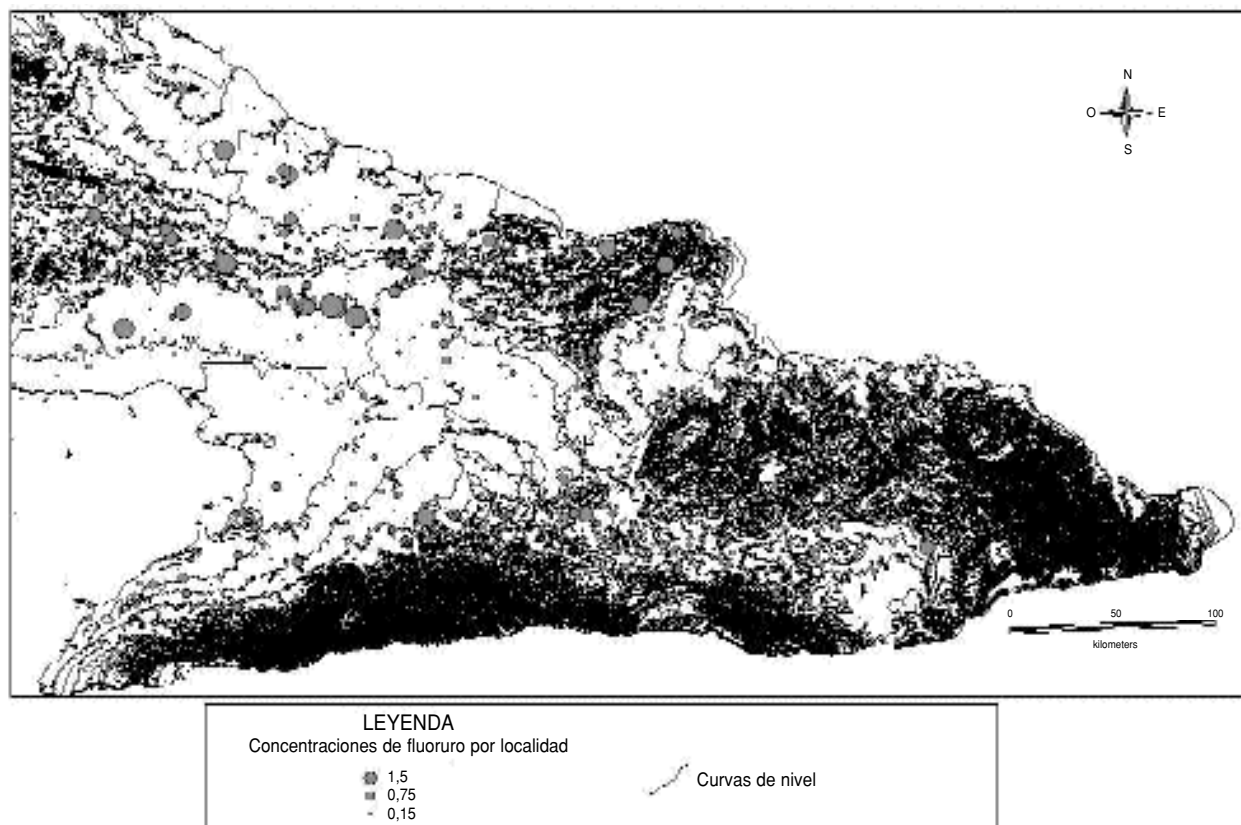 N
O E
S
0 50 100
kilometers
LEYENDA
Concentraciones de fluoruro por localidad
1,5
0,75
0,15
Curvas de nivel